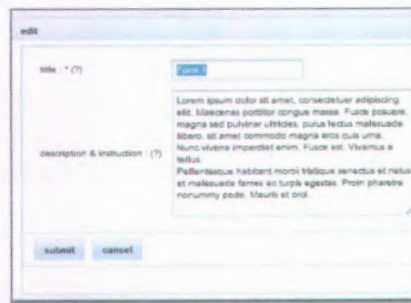 edit
title : * (?)
Form 1
Lorem ipsum dolor sit amet, consectetuer adipiscing
elit. Maecenas porttitor congue massa. Fusce posuere,
magna sed pulvinar ultricies, purus lectus malesuada
libero, sit amet commodo magna eros quis urna.
Nunc viverra imperdiet enim. Fusce est. Vivamus a
tellus.
Pellentesque habitant morbi tristique senectus et netus
et malesuada fames ac turpis egestas. Proin pharetra
nonummy pede. Mauris et orci.
description & instruction : (?)
submit cancel